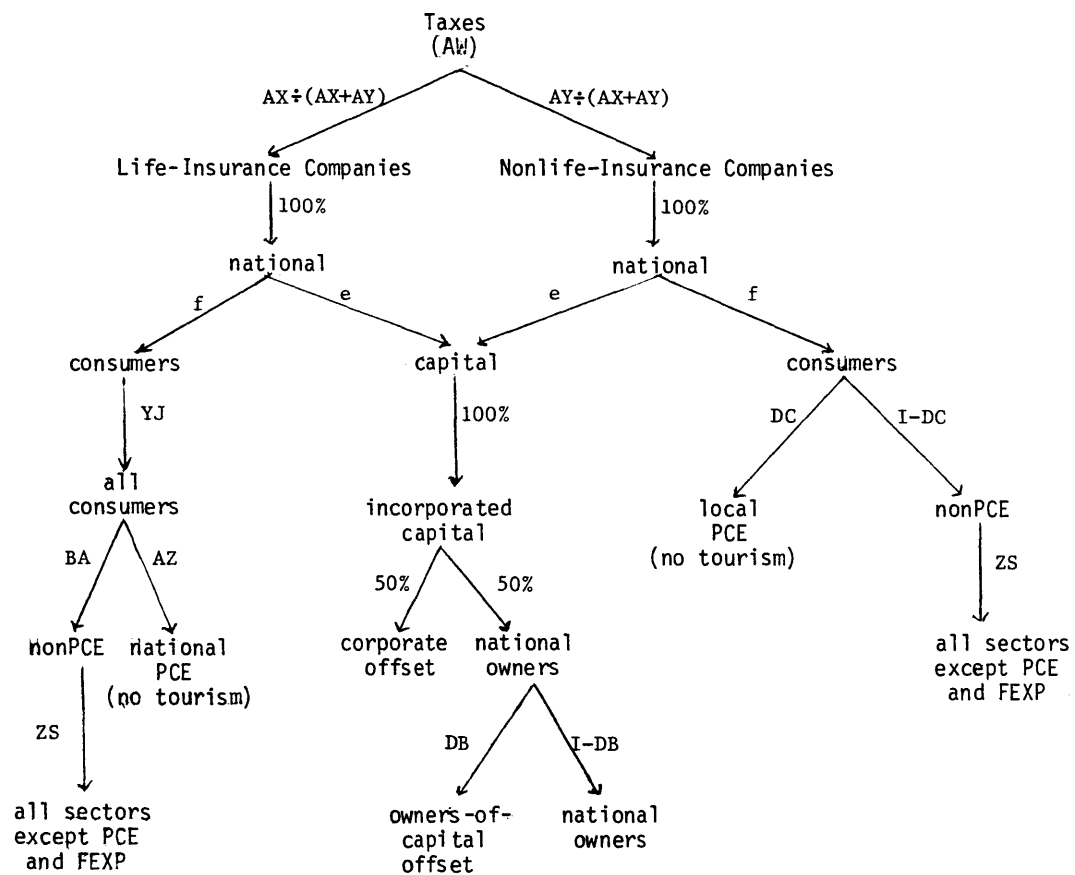 Taxes
(AW)
AX÷(AX+AY) AY÷(AX+AY)
Life-Insurance Companies Nonlife-Insurance Companies
100% 100%
national national
f e e f
consumers capital consumers
YJ 100% DC I-DC
all
consumers
incorporated
capital
local
PCE
(no tourism)
nonPCE
BA AZ 50% 50% ZS
nonPCE national
PCE
(no tourism)
corporate
offset
national
owners
all sectors
except PCE
and FEXP
ZS DB I-DB
all sectors
except PCE
and FEXP
owners-of-
capital
offset
national
owners